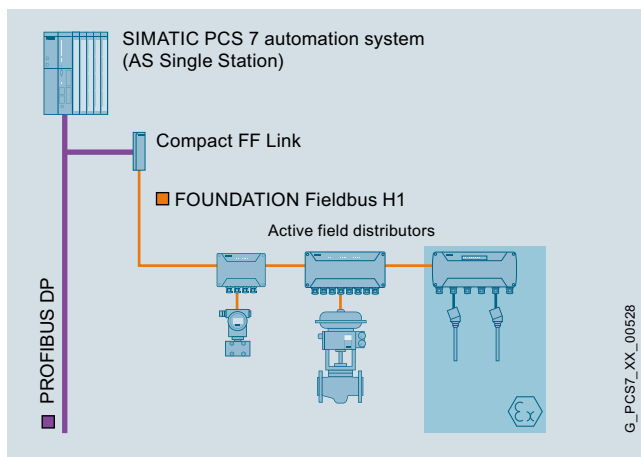 SIMATIC PCS 7 automation system
(AS Single Station)
Compact FF Link
FOUNDATION Fieldbus H1
Active field distributors
PROFIBUS DP
Ex
G_PCS7_XX_00528